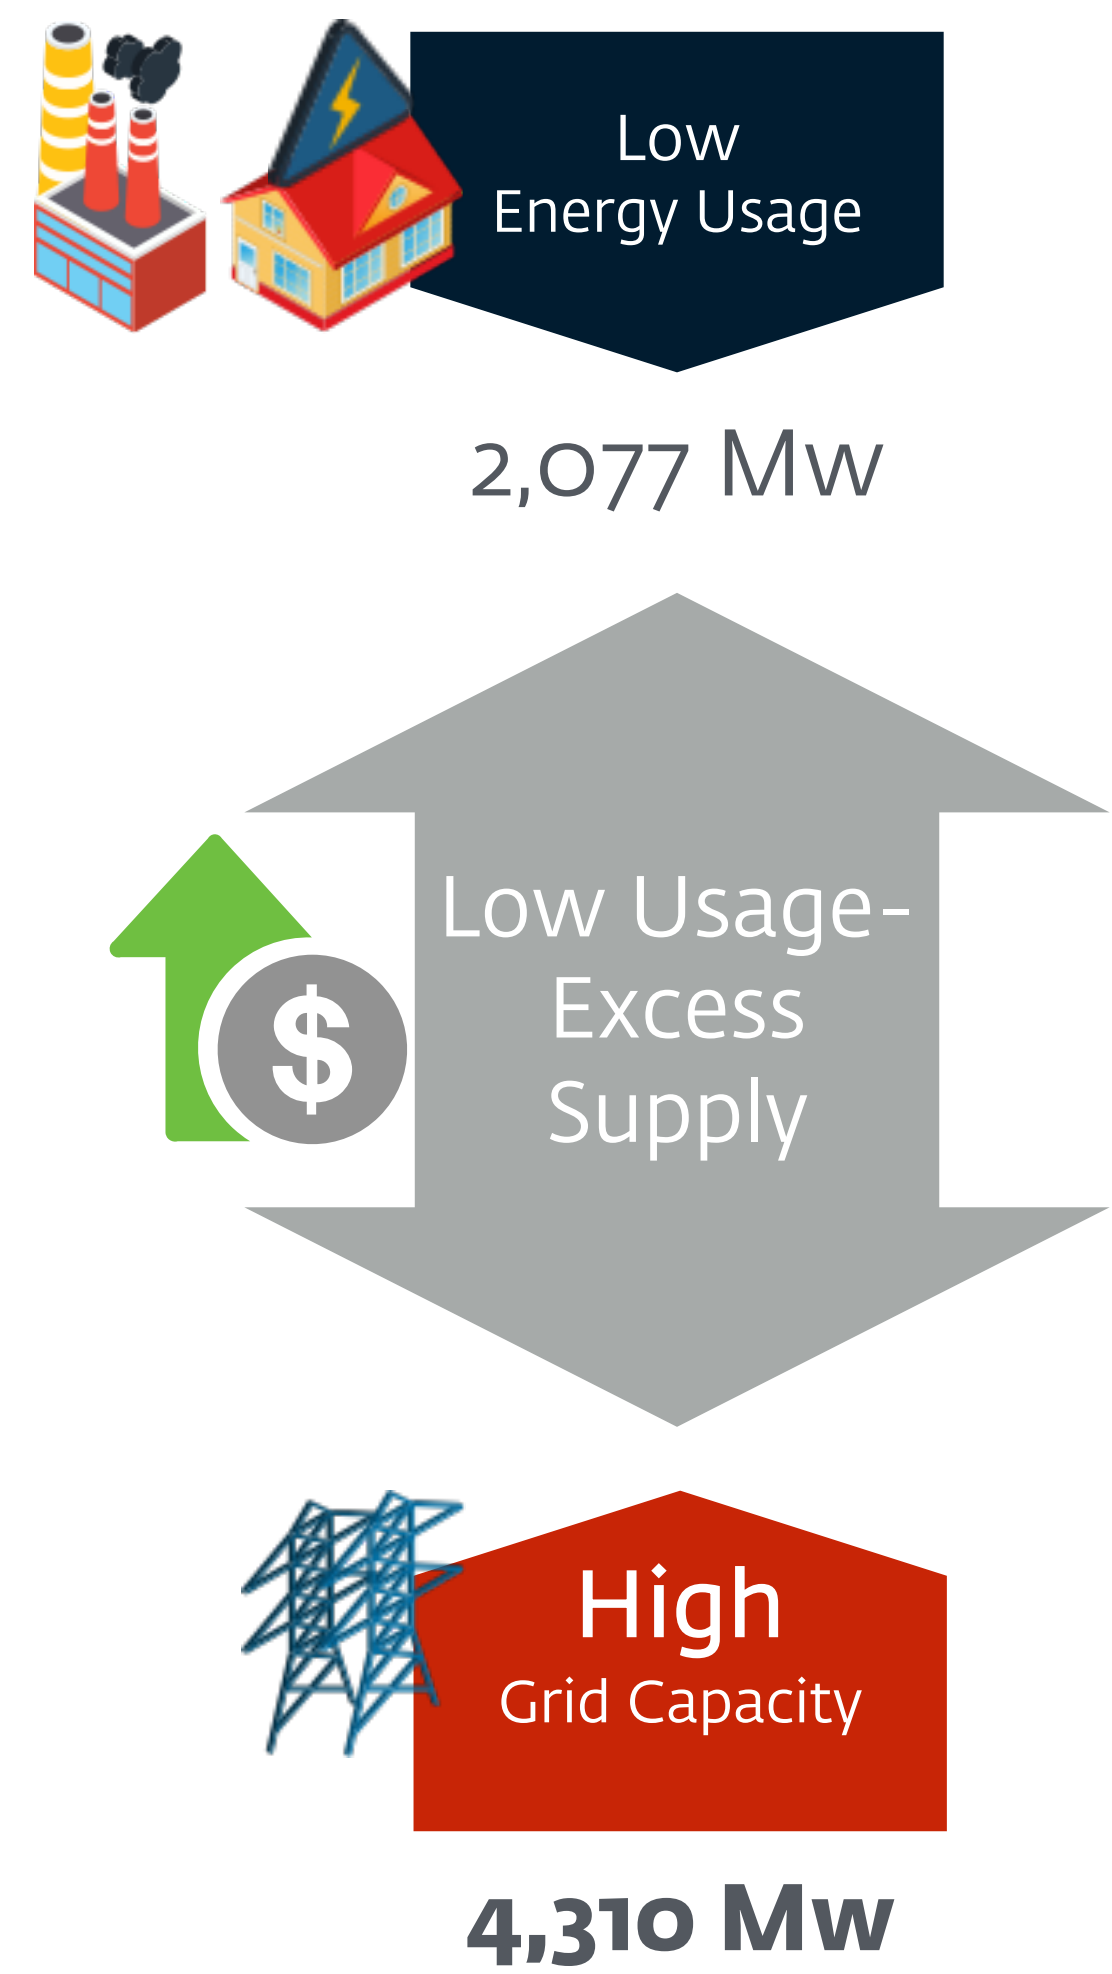 Low
Energy Usage
2,077 Mw
Low Usage-
Excess
Supply
$
High
Grid Capacity
4,310 Mw